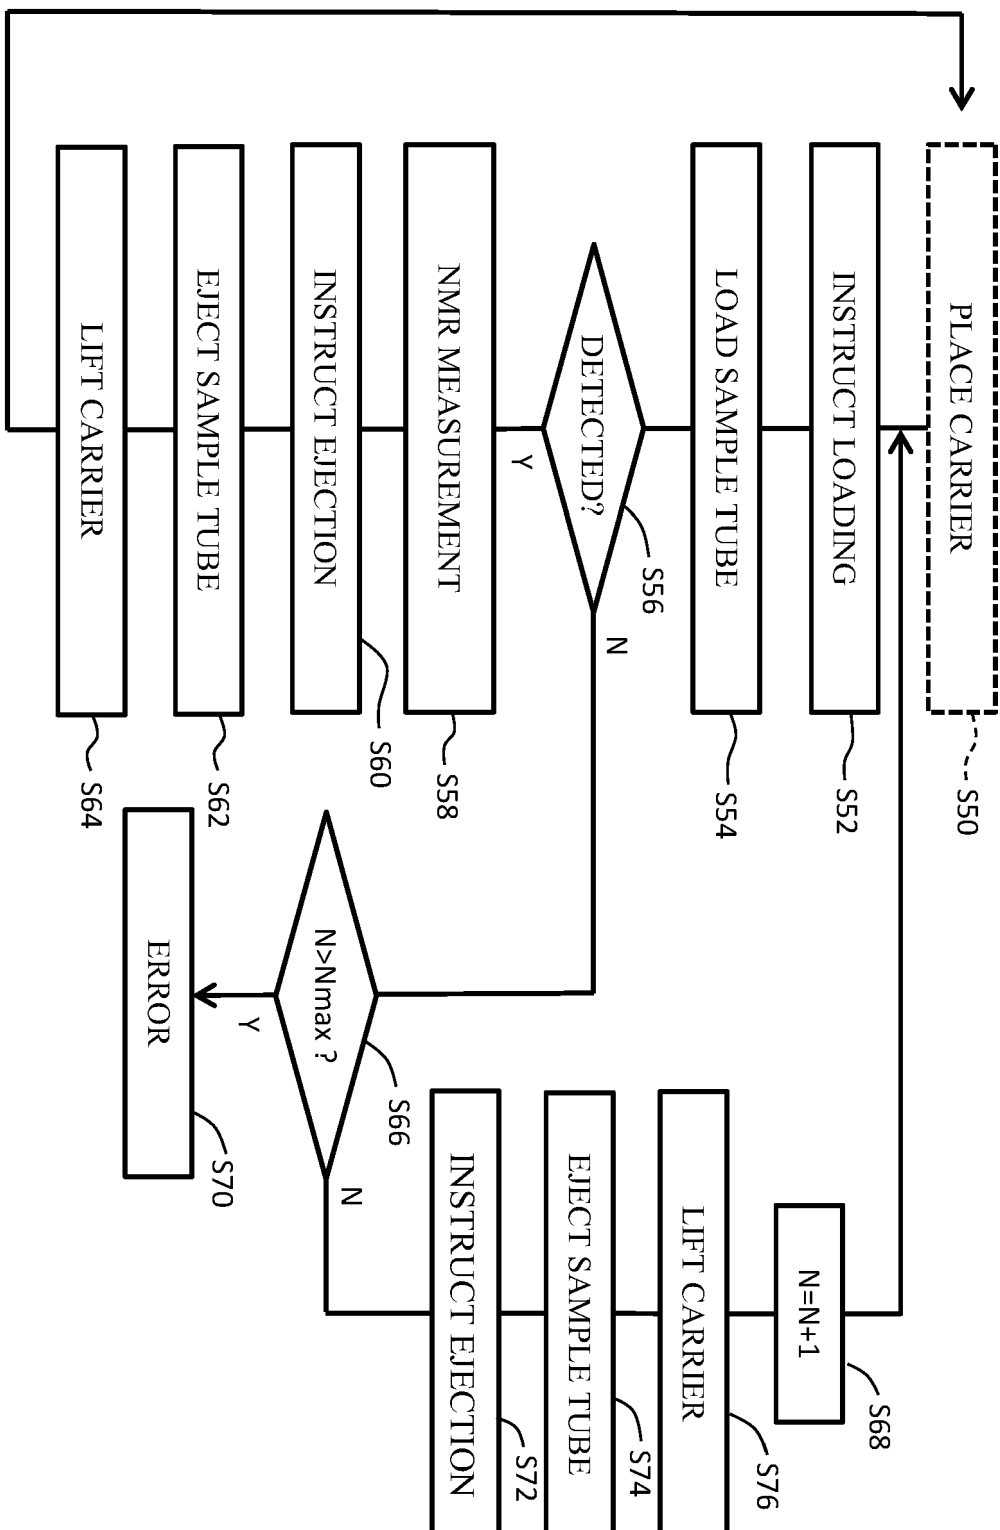 PLACE CARRIER
S50
INSTRUCT LOADING
S52
LOAD SAMPLE TUBE
S54
DETECTED?
S56
N
Y
NMR MEASUREMENT
S58
INSTRUCT EJECTION
S60
EJECT SAMPLE TUBE
S62
LIFT CARRIER
S64
N>Nmax ?
S66
N
Y
ERROR
S70
N=N+1
S68
LIFT CARRIER
S76
EJECT SAMPLE TUBE
S74
INSTRUCT EJECTION
S72